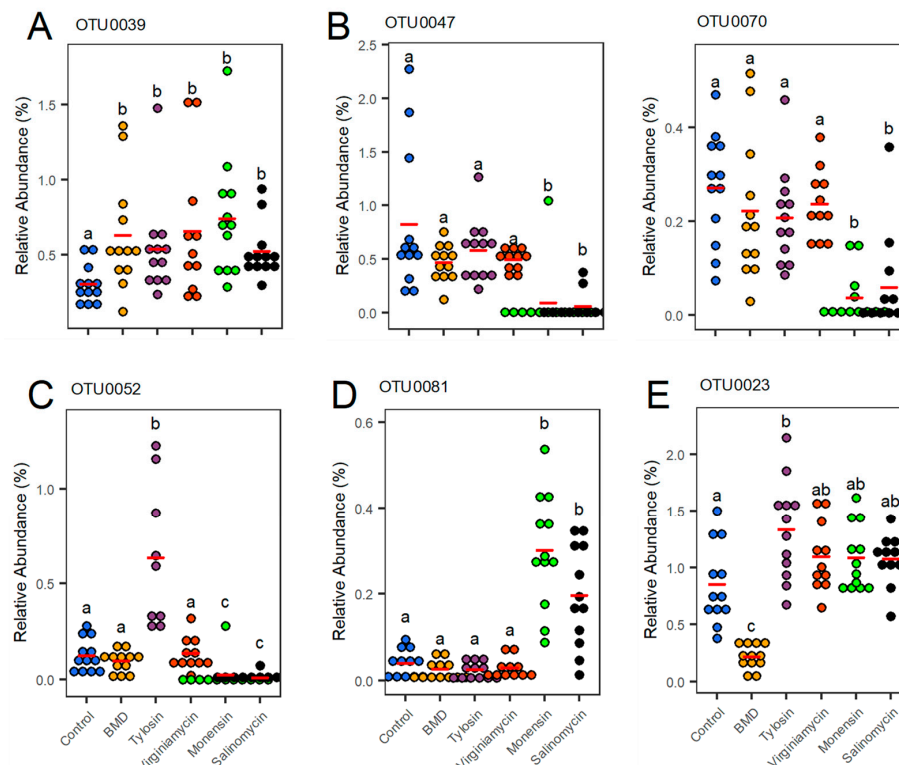 A OTU0039
B OTU0047
OTU0070
Relative Abundance (%)
1.5
1.0
0.5
a b b b b b
Relative Abundance (%)
2.5
2.0
1.5
1.0
0.5
0.0
a a a a b b
Relative Abundance (%)
0.4
0.2
0.0
a a a a b b
C OTU0052
D OTU0081
E OTU0023
Relative Abundance (%)
1.0
0.5
0.0
a a b a c c
Control BMD Tylosin Virginiamycin Monensin Salinomycin
Relative Abundance (%)
0.6
0.4
0.2
0.0
a a a a b b
Control BMD Tylosin Virginiamycin Monensin Salinomycin
Relative Abundance (%)
2.0
1.5
1.0
0.5
0.0
a c b ab ab ab
Control BMD Tylosin Virginiamycin Monensin Salinomycin